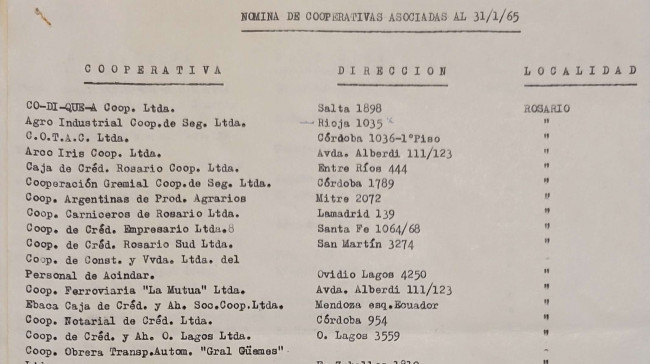 NOMINA DE COOPERATIVAS ASOCIADAS AL 31/1/65
COOPERATIVA DIRECCION LOCALIDAD
CO-DI-QUE-A Coop. Ltda. Salta 1898 ROSARIO
Agro Industrial Coop.de Seg. Ltda. Rioja 1035 "
C.O.T.A.C. Ltda. Córdoba 1036-1ºPiso "
Arco Iris Coop. Ltda. Avda. Alberdi 111/123 "
Caja de Créd. Rosario Coop. Ltda. Entre Ríos 444 "
Cooperación Gremial Coop.de Seg. Ltda. Córdoba 1789 "
Coop. Argentinas de Prod. Agrarios Mitre 2072 "
Coop. Carniceros de Rosario Ltda. Lamadrid 139 "
Coop. de Créd. Empresario Ltda.8 Santa Fe 1064/68 "
Coop. de Créd. Rosario Sud Ltda. San Martín 3274 "
Coop. de Const. y Vvda. Ltda. del
Personal de Acindar. Ovidio Lagos 4250 "
Coop. Ferroviaria "La Mutua" Ltda. Avda. Alberdi 111/123 "
Ebaca Caja de Créd. y Ah. Soc.Coop.Ltda. Mendoza esq.Ecuador "
Coop. Notarial de Créd. Ltda. Córdoba 954 "
Coop. de Créd. y Ah. O. Lagos Ltda. O. Lagos 3559 "
Coop. Obrera Transp.Autom. "Gral Güemes"